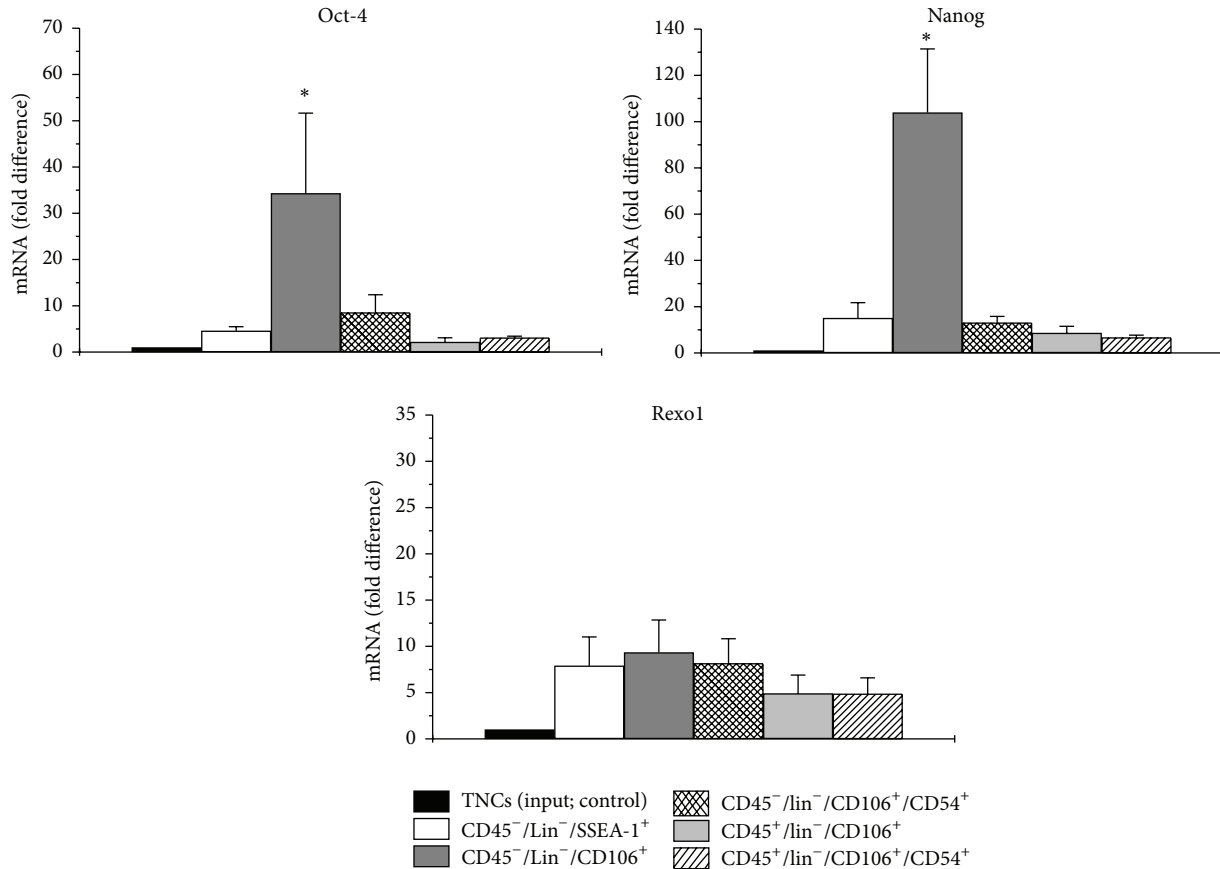 Oct-4
70
60
50
40
30
20
10
0
mRNA (fold difference)
*
Nanog
140
120
100
80
60
40
20
0
mRNA (fold difference)
*
Rexo1
35
30
25
20
15
10
5
0
mRNA (fold difference)
TNCs (input; control)
CD45⁻/Lin⁻/SSEA-1⁺
CD45⁻/Lin⁻/CD106⁺
CD45⁻/lin⁻/CD106⁺/CD54⁺
CD45⁺/lin⁻/CD106⁺
CD45⁺/lin⁻/CD106⁺/CD54⁺